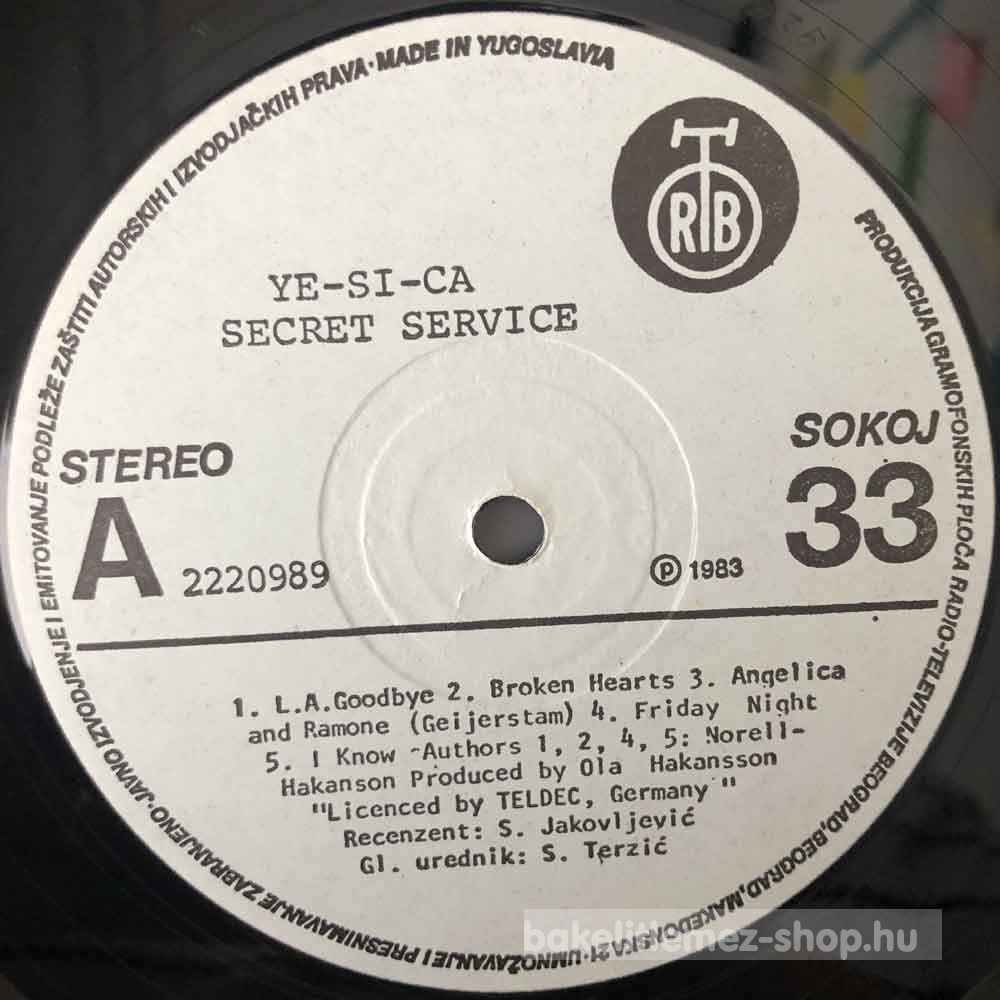 JAVNO IZVODJENJE I EMITOVANJE PODLEŽE ZAŠTITI AUTORSKIH I IZVODJAČKIH PRAVA·MADE IN YUGOSLAVIA
RTB
PRODUKCIJA GRAMOFONSKIH PLOČA RADIO-TELEVIZIJE BEOGRAD, BEOGRAD, MAKEDONSKA 21·UMNOŽAVANJE I PRESNIMAVANJE ZABRANJENO·
YE-SI-CA
SECRET SERVICE
STEREO
SOKOJ
A 2220989
℗ 1983
33
1. L.A.Goodbye 2. Broken Hearts 3. Angelica
and Ramone (Geijerstam) 4. Friday Night
5. I Know -Authors 1, 2, 4, 5: Norell-
Hakanson Produced by Ola Hakansson
"Licenced by TELDEC, Germany "
Recenzent: S. Jakovljević
Gl. urednik: S. Terzić
bakelitlemez-shop.hu